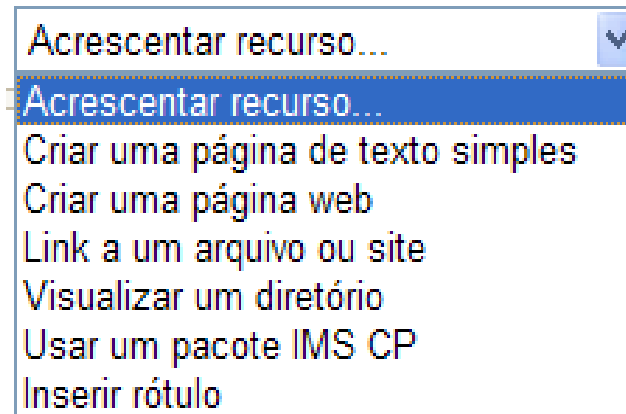 Acrescentar recurso...
Acrescentar recurso...
Criar uma página de texto simples
Criar uma página web
Link a um arquivo ou site
Visualizar um diretório
Usar um pacote IMS CP
Inserir rótulo